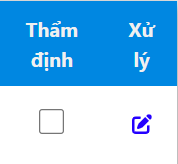 Thẩm Xử
định lý